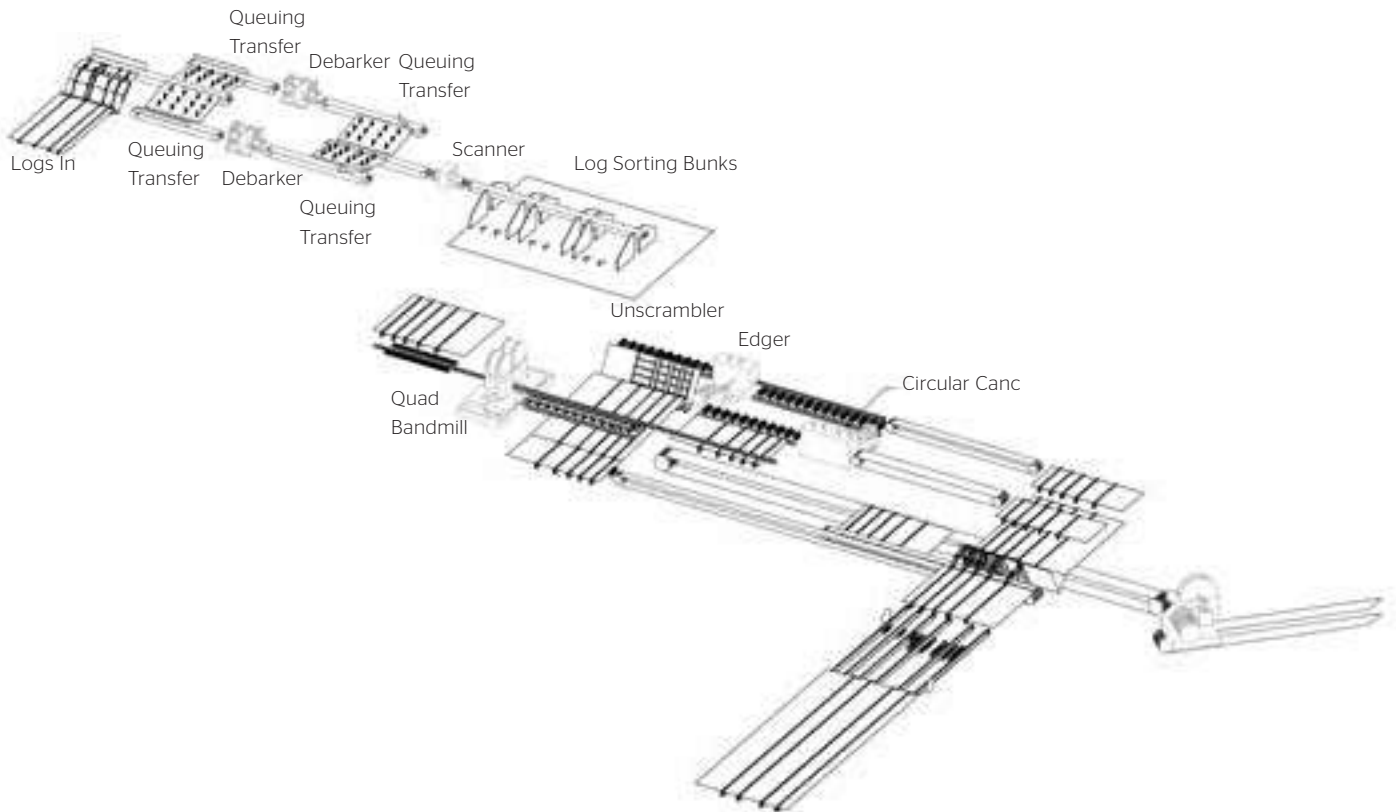 Queuing
Transfer
Debarker
Queuing
Transfer
Logs In
Queuing
Transfer
Debarker
Queuing
Transfer
Scanner
Log Sorting Bunks
Unscrambler
Edger
Quad
Bandmill
Circular Canc